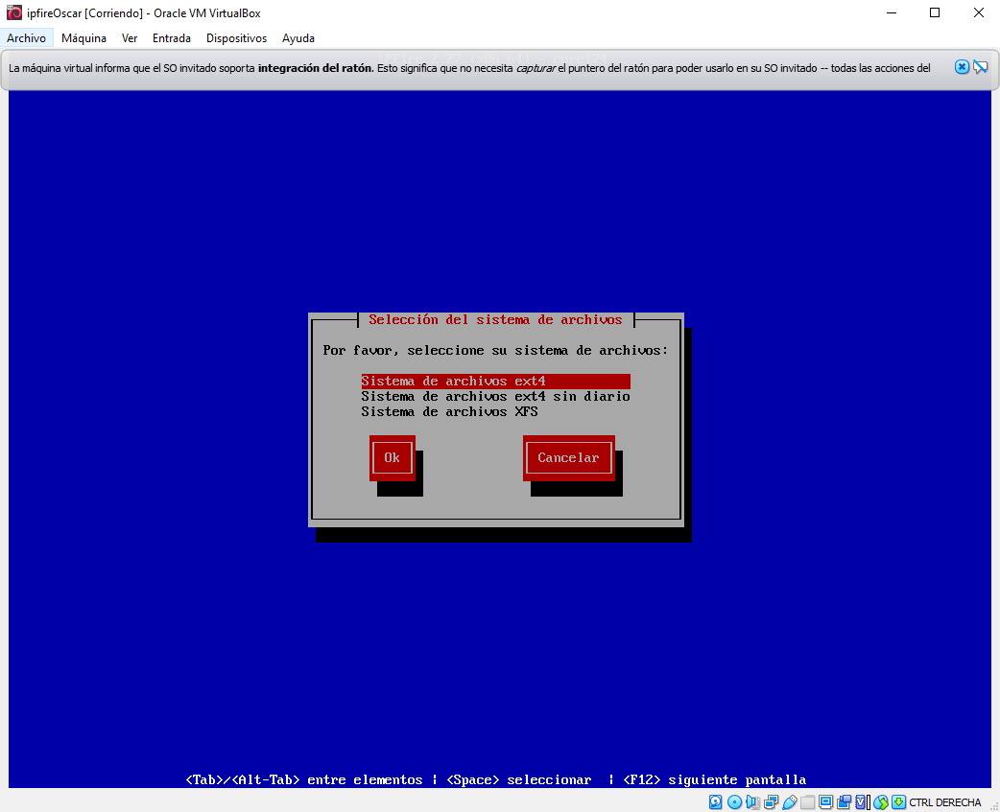 ipfireOscar [Corriendo] - Oracle VM VirtualBox
Archivo Máquina Ver Entrada Dispositivos Ayuda
La máquina virtual informa que el SO invitado soporta integración del ratón. Esto significa que no necesita capturar el puntero del ratón para poder usarlo en su SO invitado -- todas las acciones del
Selección del sistema de archivos
Por favor, seleccione su sistema de archivos:
Sistema de archivos ext4
Sistema de archivos ext4 sin diario
Sistema de archivos XFS
Ok Cancelar
<Tab>/<Alt-Tab> entre elementos | <Space> seleccionar | <F12> siguiente pantalla
CTRL DERECHA